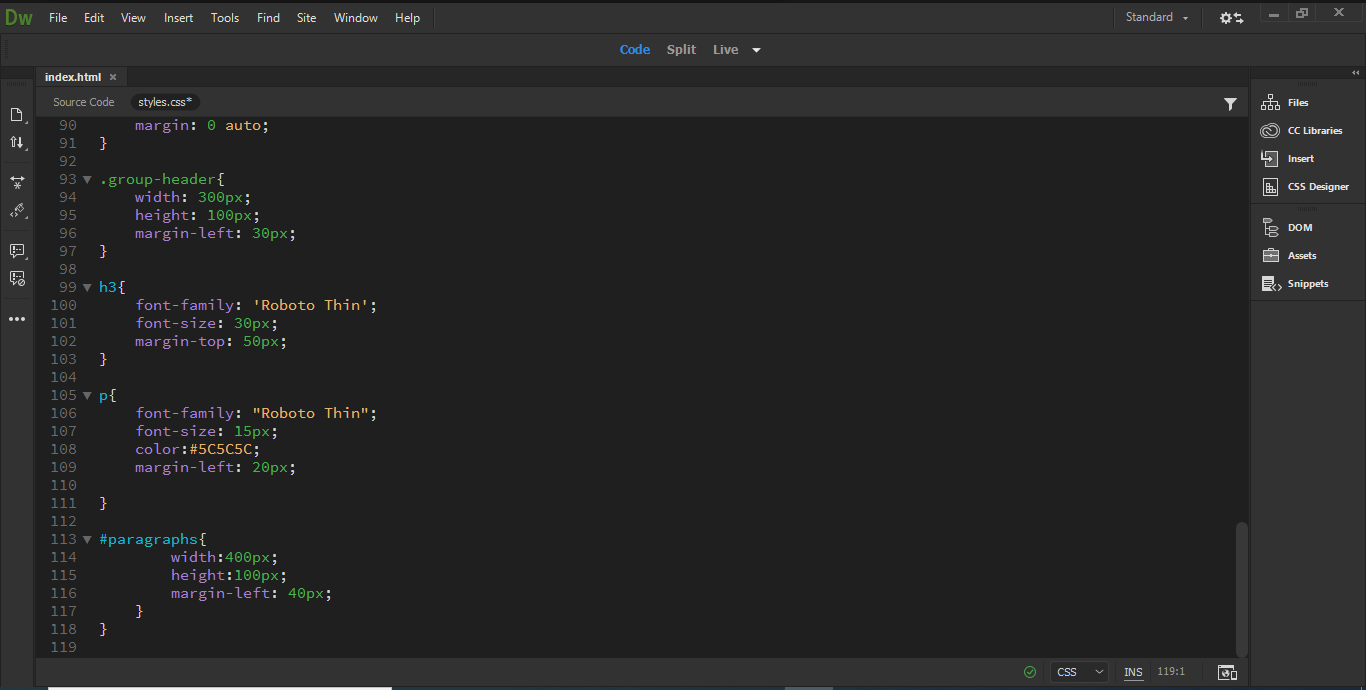 Dw File Edit View Insert Tools Find Site Window Help Standard
Code Split Live
index.html ×
Source Code styles.css*
90 margin: 0 auto;
91 }
92
93 .group-header{
94 width: 300px;
95 height: 100px;
96 margin-left: 30px;
97 }
98
99 h3{
100 font-family: 'Roboto Thin';
101 font-size: 30px;
102 margin-top: 50px;
103 }
104
105 p{
106 font-family: "Roboto Thin";
107 font-size: 15px;
108 color:#5C5C5C;
109 margin-left: 20px;
110
111 }
112
113 #paragraphs{
114 width:400px;
115 height:100px;
116 margin-left: 40px;
117 }
118 }
119
Files
CC Libraries
Insert
CSS Designer
DOM
Assets
Snippets
CSS INS 119:1